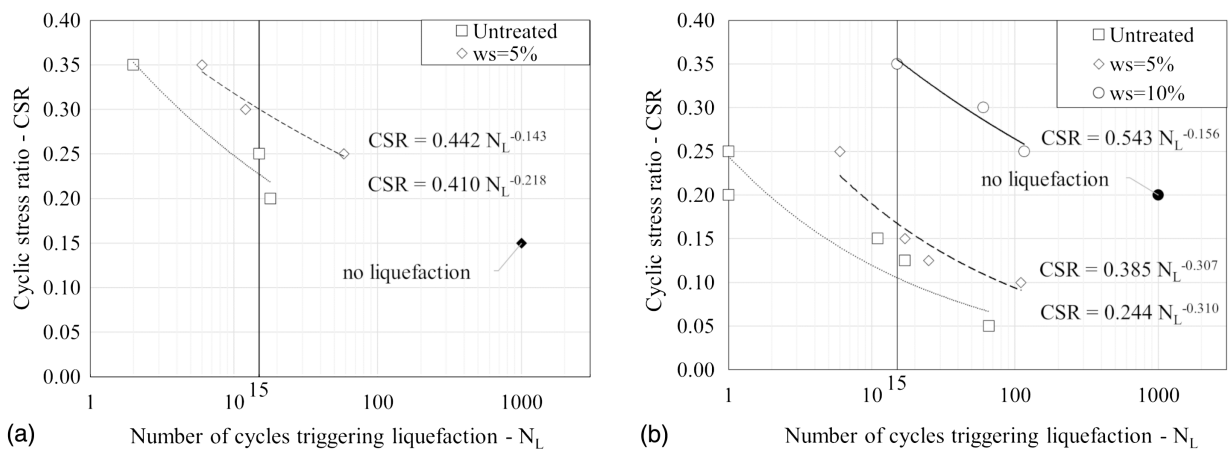 0.40
0.35
0.30
0.25
0.20
0.15
0.10
0.05
0.00
Cyclic stress ratio - CSR
Untreated
ws=5%
CSR = 0.442 N_L^-0.143
CSR = 0.410 N_L^-0.218
no liquefaction
1
10
15
100
1000
(a)
Number of cycles triggering liquefaction - N_L
0.40
0.35
0.30
0.25
0.20
0.15
0.10
0.05
0.00
Cyclic stress ratio - CSR
Untreated
ws=5%
ws=10%
CSR = 0.543 N_L^-0.156
no liquefaction
CSR = 0.385 N_L^-0.307
CSR = 0.244 N_L^-0.310
1
10
15
100
1000
(b)
Number of cycles triggering liquefaction - N_L